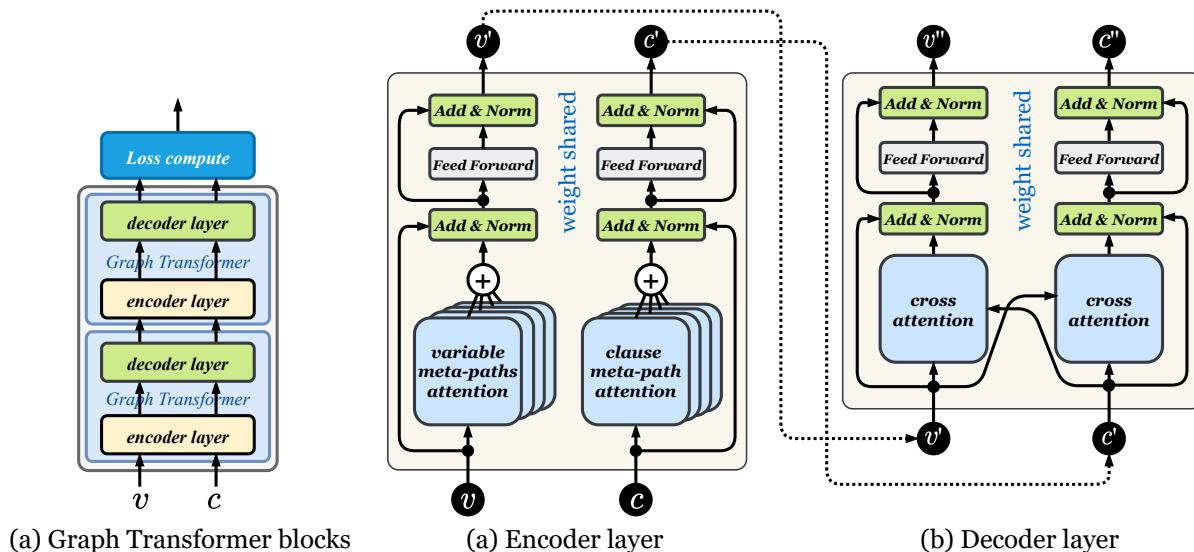 Loss compute
decoder layer
Graph Transformer
encoder layer
decoder layer
Graph Transformer
encoder layer
v
c
(a) Graph Transformer blocks
v'
c'
Add & Norm
Add & Norm
Feed Forward
Feed Forward
weight shared
Add & Norm
Add & Norm
+
+
variable
meta-paths
attention
clause
meta-path
attention
v
c
(a) Encoder layer
v''
c''
Add & Norm
Add & Norm
Feed Forward
Feed Forward
weight shared
Add & Norm
Add & Norm
cross
attention
cross
attention
v'
c'
(b) Decoder layer